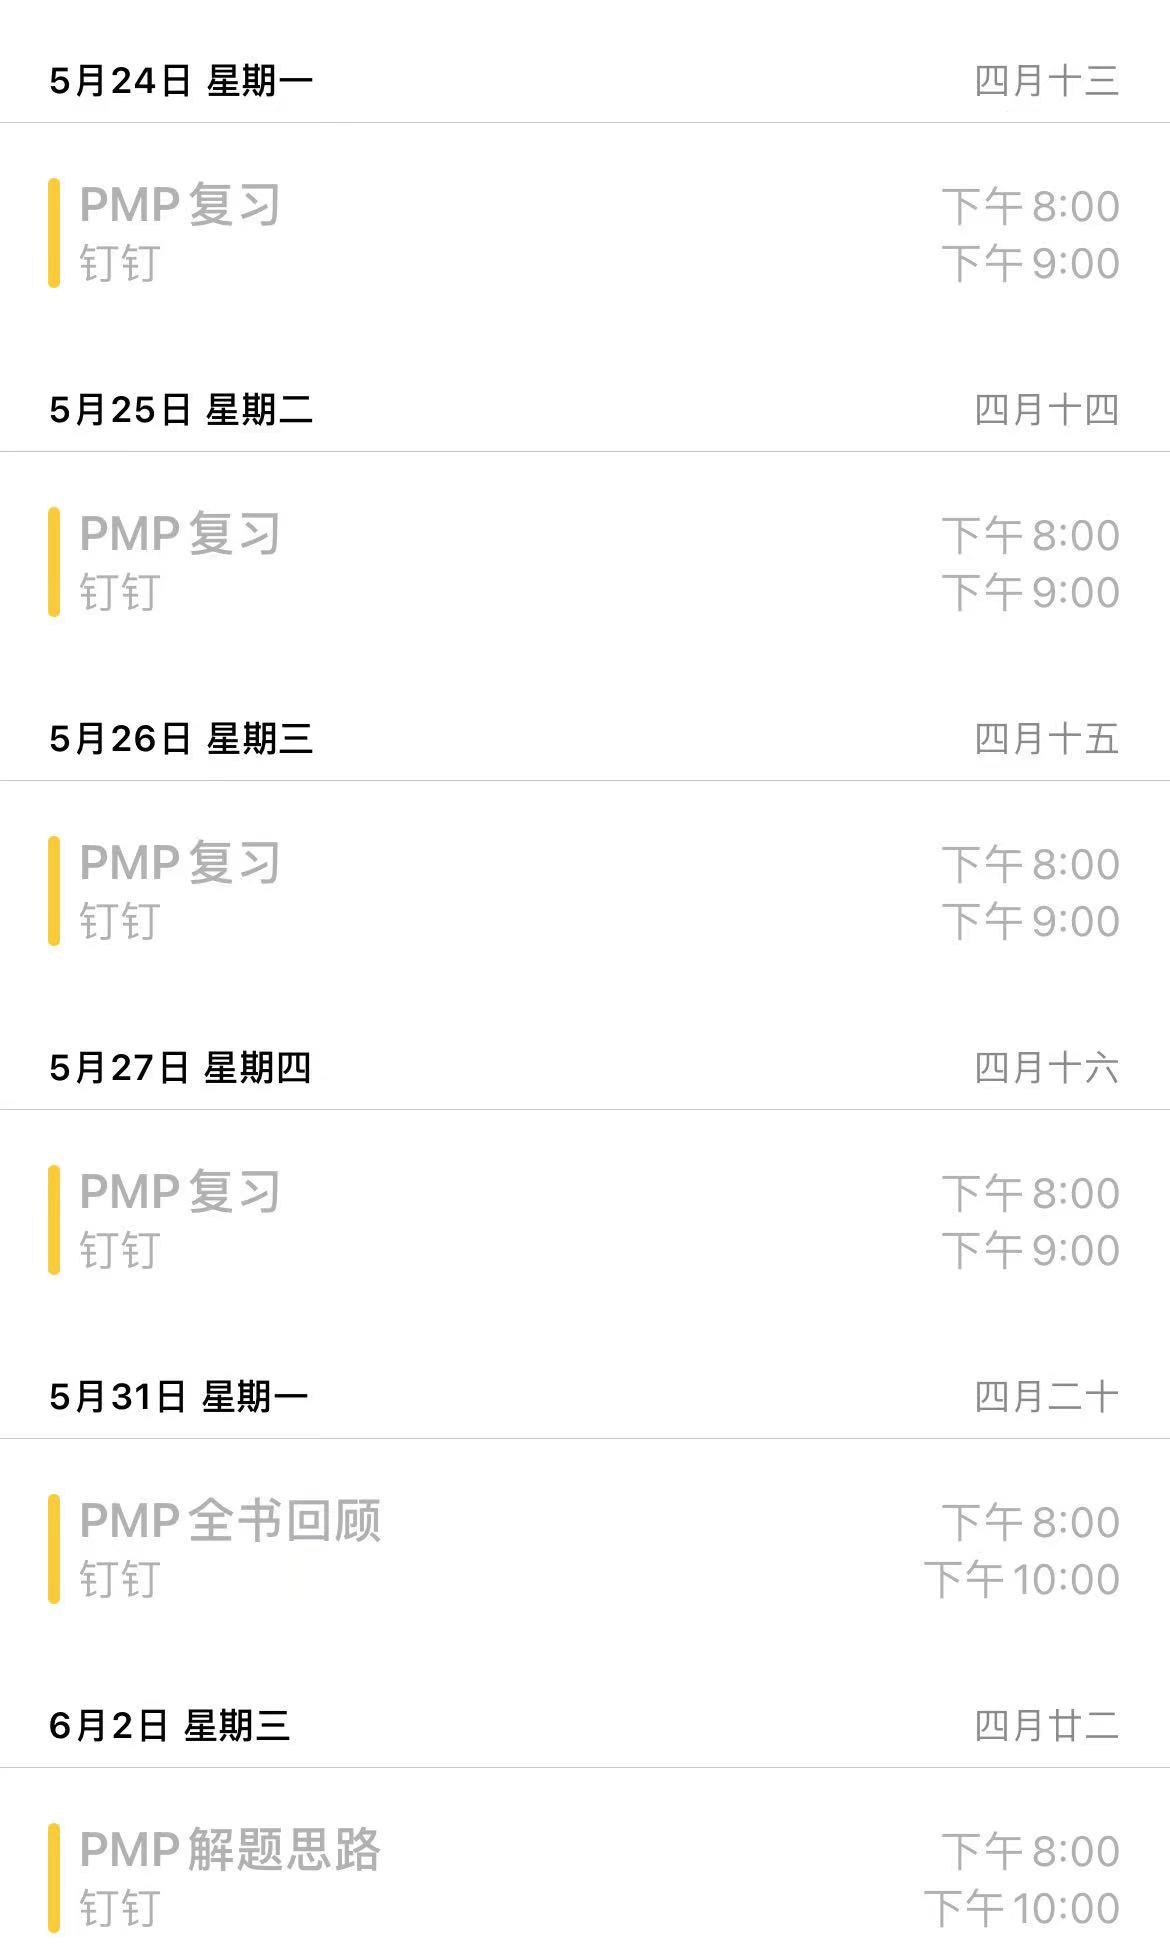 5月24日 星期一 四月十三
PMP复习 下午8:00
钉钉 下午9:00
5月25日 星期二 四月十四
PMP复习 下午8:00
钉钉 下午9:00
5月26日 星期三 四月十五
PMP复习 下午8:00
钉钉 下午9:00
5月27日 星期四 四月十六
PMP复习 下午8:00
钉钉 下午9:00
5月31日 星期一 四月二十
PMP全书回顾 下午8:00
钉钉 下午10:00
6月2日 星期三 四月廿二
PMP解题思路 下午8:00
钉钉 下午10:00